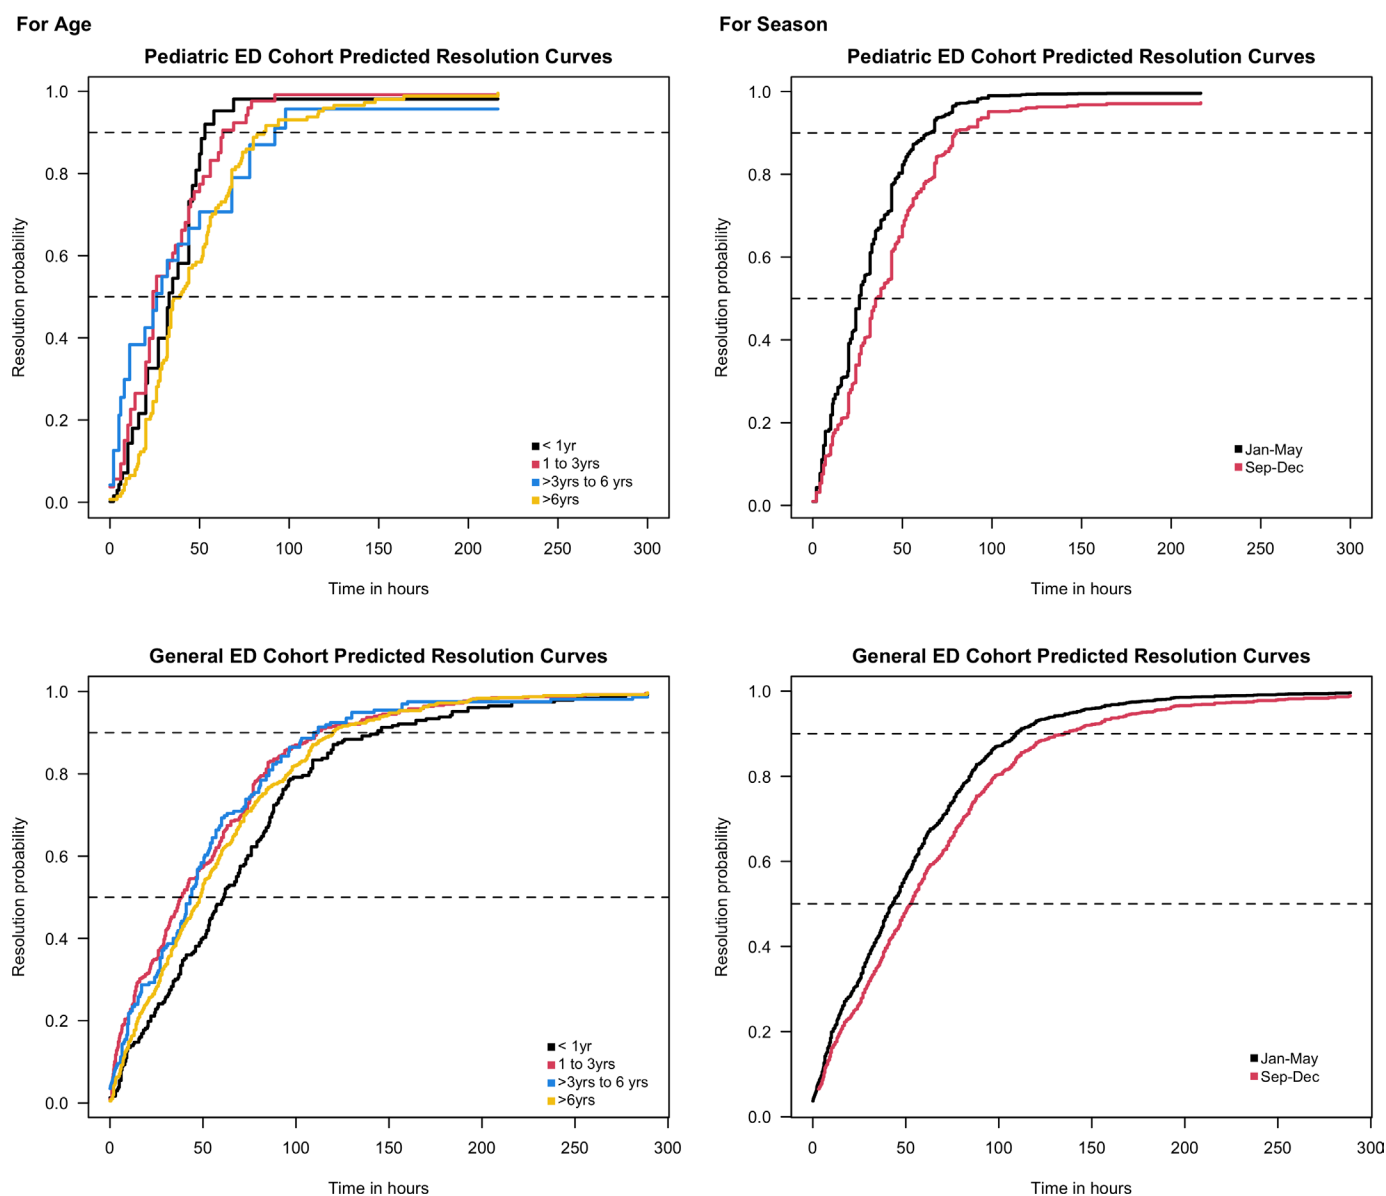 For Age
For Season
Pediatric ED Cohort Predicted Resolution Curves
1.0
0.8
0.6
0.4
0.2
0.0
Resolution probability
< 1yr
1 to 3yrs
>3yrs to 6 yrs
>6yrs
0 50 100 150 200 250 300
Time in hours
Pediatric ED Cohort Predicted Resolution Curves
1.0
0.8
0.6
0.4
0.2
0.0
Resolution probability
Jan-May
Sep-Dec
0 50 100 150 200 250 300
Time in hours
General ED Cohort Predicted Resolution Curves
1.0
0.8
0.6
0.4
0.2
0.0
Resolution probability
< 1yr
1 to 3yrs
>3yrs to 6 yrs
>6yrs
0 50 100 150 200 250 300
Time in hours
General ED Cohort Predicted Resolution Curves
1.0
0.8
0.6
0.4
0.2
0.0
Resolution probability
Jan-May
Sep-Dec
0 50 100 150 200 250 300
Time in hours